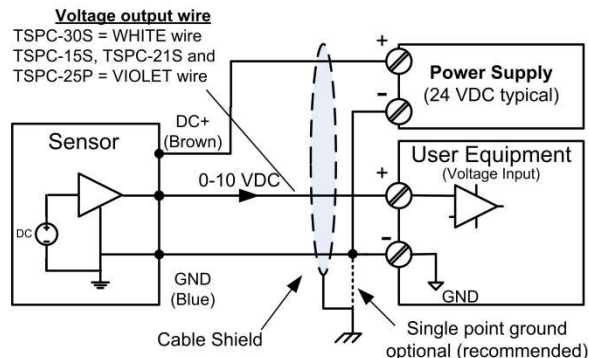 Voltage output wire
TSPC-30S = WHITE wire
TSPC-15S, TSPC-21S and
TSPC-25P = VIOLET wire
+
Power Supply
(24 VDC typical)
-
DC+
(Brown)
Sensor
User Equipment
(Voltage Input)
+
0-10 VDC
DC
+
-
-
GND
(Blue)
GND
Cable Shield
Single point ground
optional (recommended)